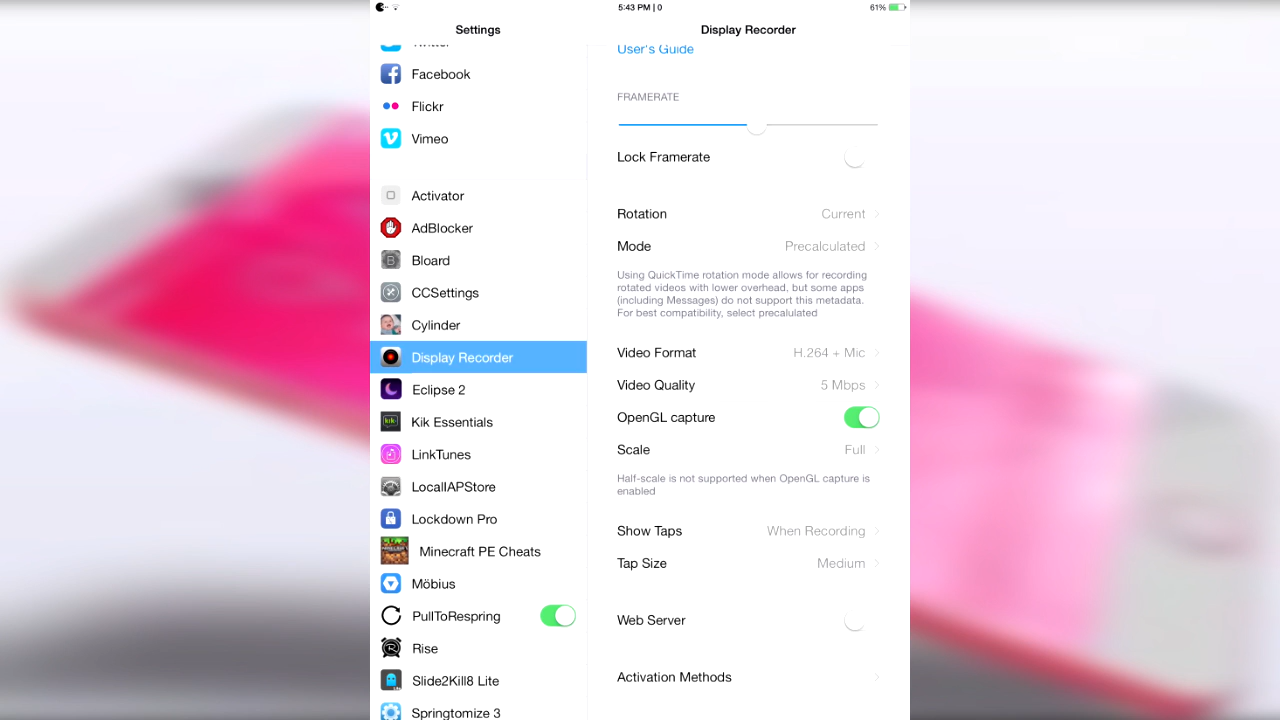 5:43 PM | 0
61%
Settings
Display Recorder
Twitter
Facebook
Flickr
Vimeo
Activator
AdBlocker
Bloard
CCSettings
Cylinder
Display Recorder
Eclipse 2
Kik Essentials
LinkTunes
LocalIAPStore
Lockdown Pro
Minecraft PE Cheats
Möbius
PullToRespring
Rise
Slide2Kill8 Lite
Springtomize 3
User's Guide
FRAMERATE
Lock Framerate
Rotation Current
Mode Precalculated
Using QuickTime rotation mode allows for recording
rotated videos with lower overhead, but some apps
(including Messages) do not support this metadata.
For best compatibility, select precalulated
Video Format H.264 + Mic
Video Quality 5 Mbps
OpenGL capture
Scale Full
Half-scale is not supported when OpenGL capture is
enabled
Show Taps When Recording
Tap Size Medium
Web Server
Activation Methods